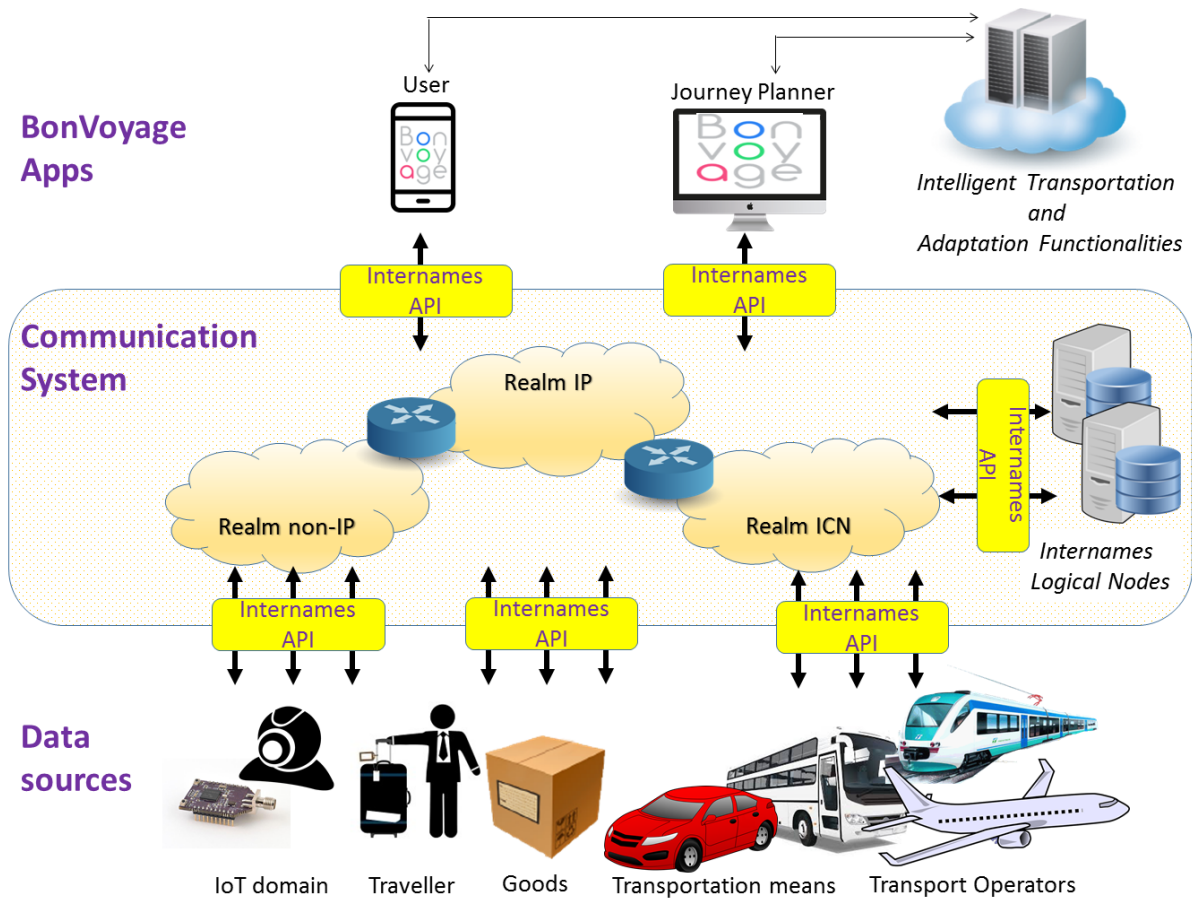 User
Journey Planner
BonVoyage
Apps
Bon
voy
age
Bon
voy
age
Intelligent Transportation
and
Adaptation Functionalities
Internames
API
Internames
API
Communication
System
Realm IP
Realm non-IP
Realm ICN
Internames
API
Internames
Logical Nodes
Internames
API
Internames
API
Internames
API
Data
sources
IoT domain
Traveller
Goods
Transportation means
Transport Operators